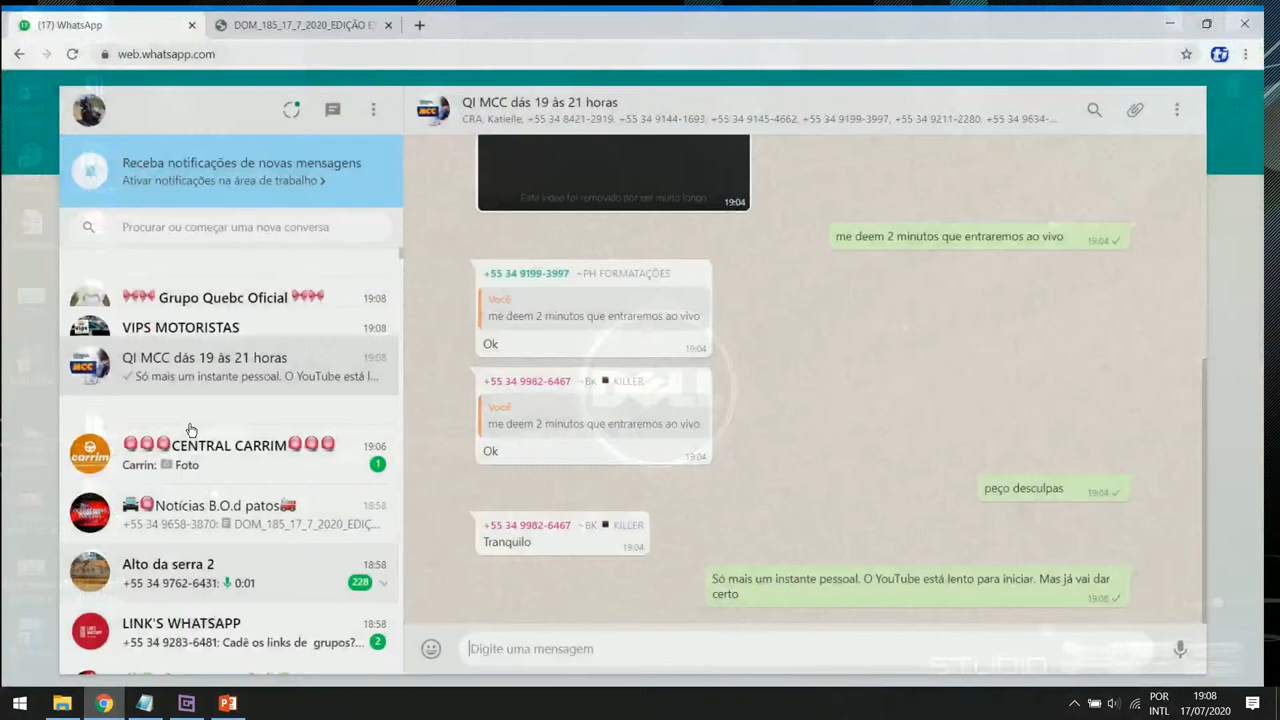 (17) WhatsApp
DOM_185_17_7_2020_EDIÇÃO E
web.whatsapp.com
QI MCC dás 19 às 21 horas
CRA, Katielle, +55 34 8421-2919, +55 34 9144-1693, +55 34 9145-4662, +55 34 9199-3997, +55 34 9211-2280, +55 34 9634-...
Receba notificações de novas mensagens
Ativar notificações na área de trabalho
Procurar ou começar uma nova conversa
Grupo Quebc Oficial
19:08
VIPS MOTORISTAS
19:08
QI MCC dás 19 às 21 horas
19:08
Só mais um instante pessoal. O YouTube está l...
CENTRAL CARRIM
19:06
Carrin: Foto
1
Notícias B.O.d patos
18:58
+55 34 9658-3870: DOM_185_17_7_2020_EDIÇ...
Alto da serra 2
18:58
+55 34 9762-6431: 0:01
228
LINK'S WHATSAPP
18:58
+55 34 9283-6481: Cadê os links de grupos?...
2
Este vídeo foi removido por ser muito longo
19:04
me deem 2 minutos que entraremos ao vivo
19:04
+55 34 9199-3997 ~PH FORMATAÇÕES
Você
me deem 2 minutos que entraremos ao vivo
Ok
19:04
+55 34 9982-6467 ~BK KILLER
Você
me deem 2 minutos que entraremos ao vivo
Ok
19:04
peço desculpas
19:04
+55 34 9982-6467 ~BK KILLER
Tranquilo
19:04
Só mais um instante pessoal. O YouTube está lento para iniciar. Mas já vai dar
certo
19:08
Digite uma mensagem
STUDIO
POR
INTL
19:08
17/07/2020